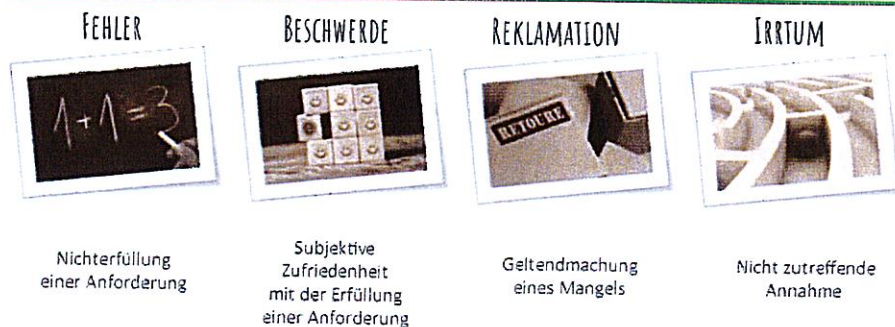 FEHLER
1+1=3
Nichterfüllung
einer Anforderung
BESCHWERDE
Subjektive
Zufriedenheit
mit der Erfüllung
einer Anforderung
REKLAMATION
RETOURE
Geltendmachung
eines Mangels
IRRTUM
Nicht zutreffende
Annahme